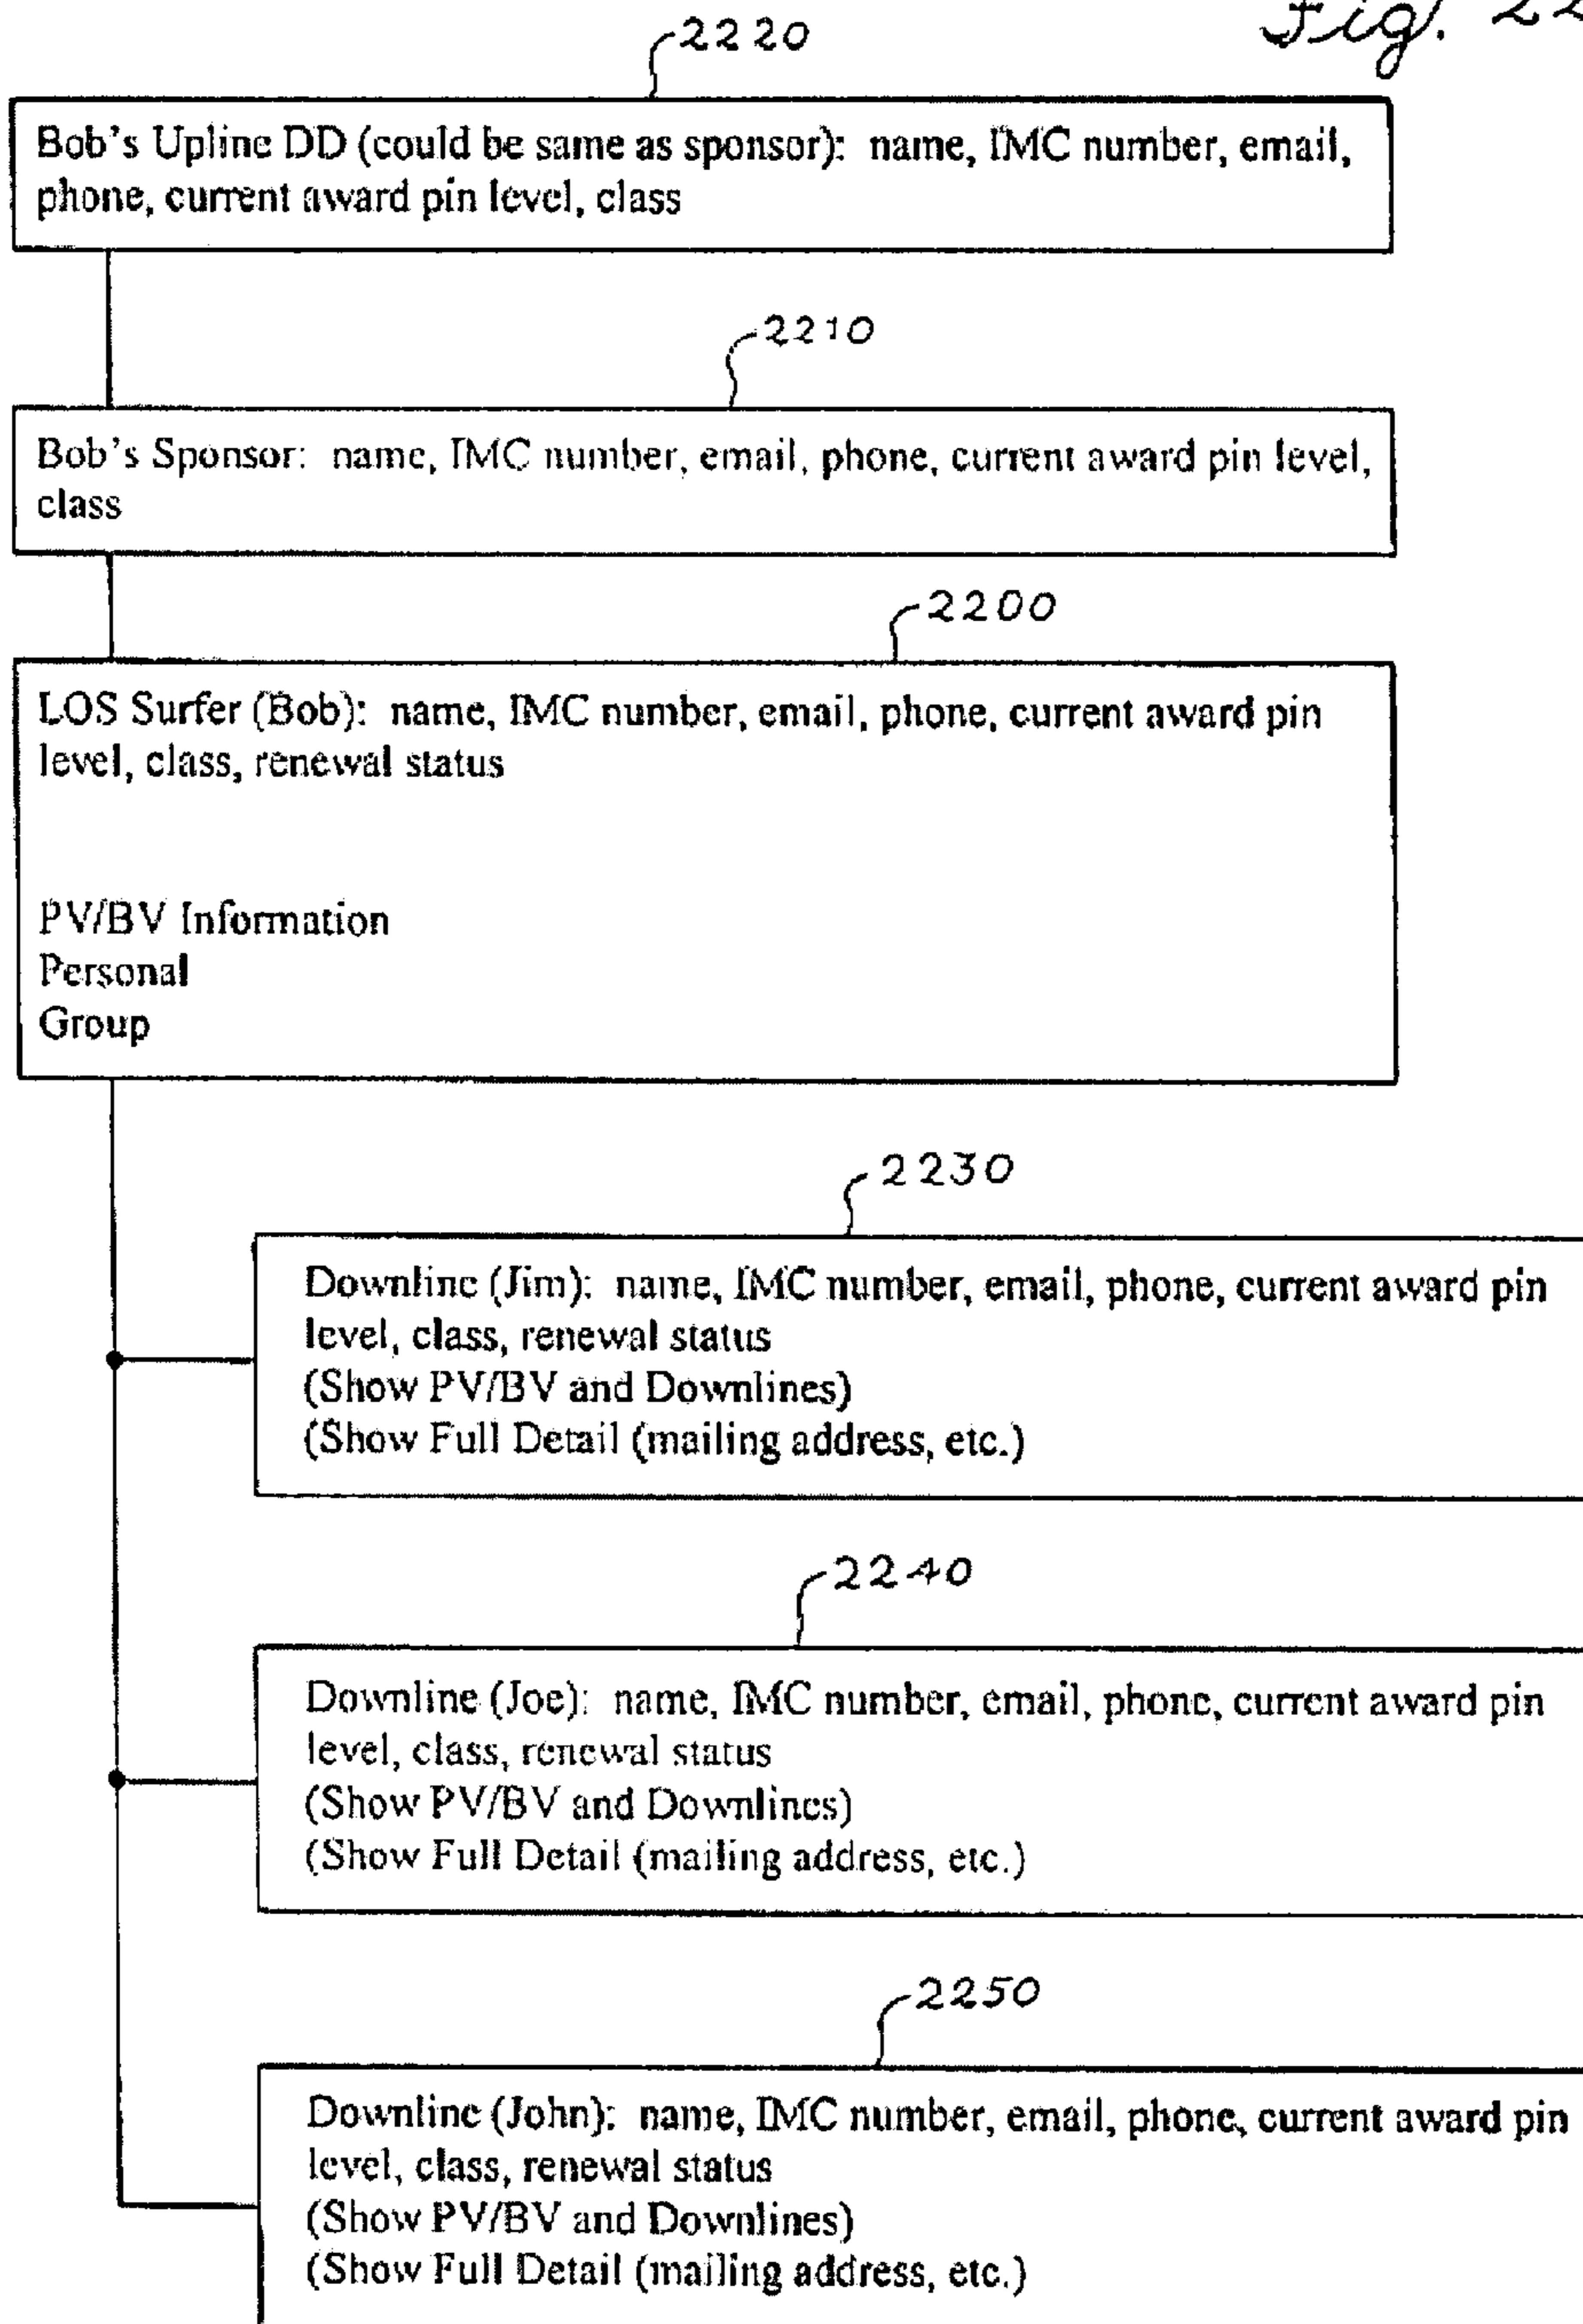 Fig. 22
2220
Bob's Upline DD (could be same as sponsor): name, IMC number, email,
phone, current award pin level, class
2210
Bob's Sponsor: name, IMC number, email, phone, current award pin level,
class
2200
LOS Surfer (Bob): name, IMC number, email, phone, current award pin
level, class, renewal status
PV/BV Information
Personal
Group
2230
Downline (Jim): name, IMC number, email, phone, current award pin
level, class, renewal status
(Show PV/BV and Downlines)
(Show Full Detail (mailing address, etc.)
2240
Downline (Joe): name, IMC number, email, phone, current award pin
level, class, renewal status
(Show PV/BV and Downlines)
(Show Full Detail (mailing address, etc.)
2250
Downline (John): name, IMC number, email, phone, current award pin
level, class, renewal status
(Show PV/BV and Downlines)
(Show Full Detail (mailing address, etc.)